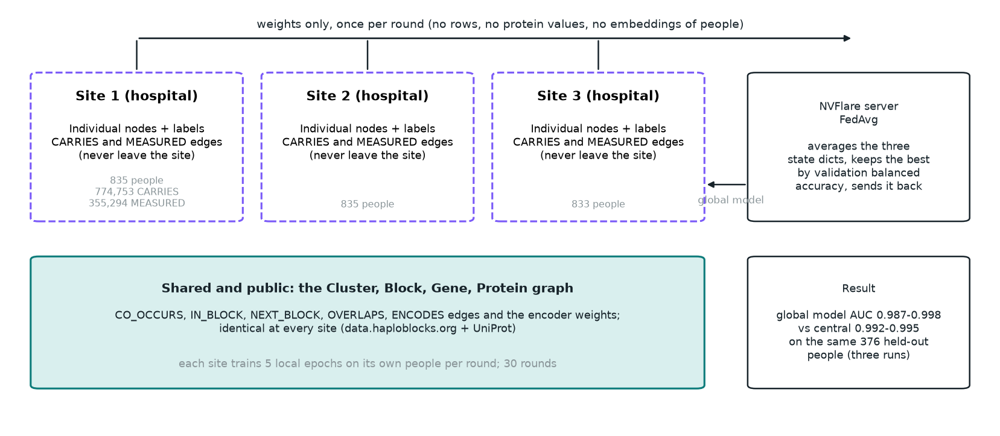 weights only, once per round (no rows, no protein values, no embeddings of people)
Site 1 (hospital)
Individual nodes + labels
CARRIES and MEASURED edges
(never leave the site)
835 people
774,753 CARRIES
355,294 MEASURED
Site 2 (hospital)
Individual nodes + labels
CARRIES and MEASURED edges
(never leave the site)
835 people
Site 3 (hospital)
Individual nodes + labels
CARRIES and MEASURED edges
(never leave the site)
833 people
global model
NVFlare server
FedAvg
averages the three
state dicts, keeps the best
by validation balanced
accuracy, sends it back
Shared and public: the Cluster, Block, Gene, Protein graph
CO_OCCURS, IN_BLOCK, NEXT_BLOCK, OVERLAPS, ENCODES edges and the encoder weights;
identical at every site (data.haploblocks.org + UniProt)
each site trains 5 local epochs on its own people per round; 30 rounds
Result
global model AUC 0.987-0.998
vs central 0.992-0.995
on the same 376 held-out
people (three runs)